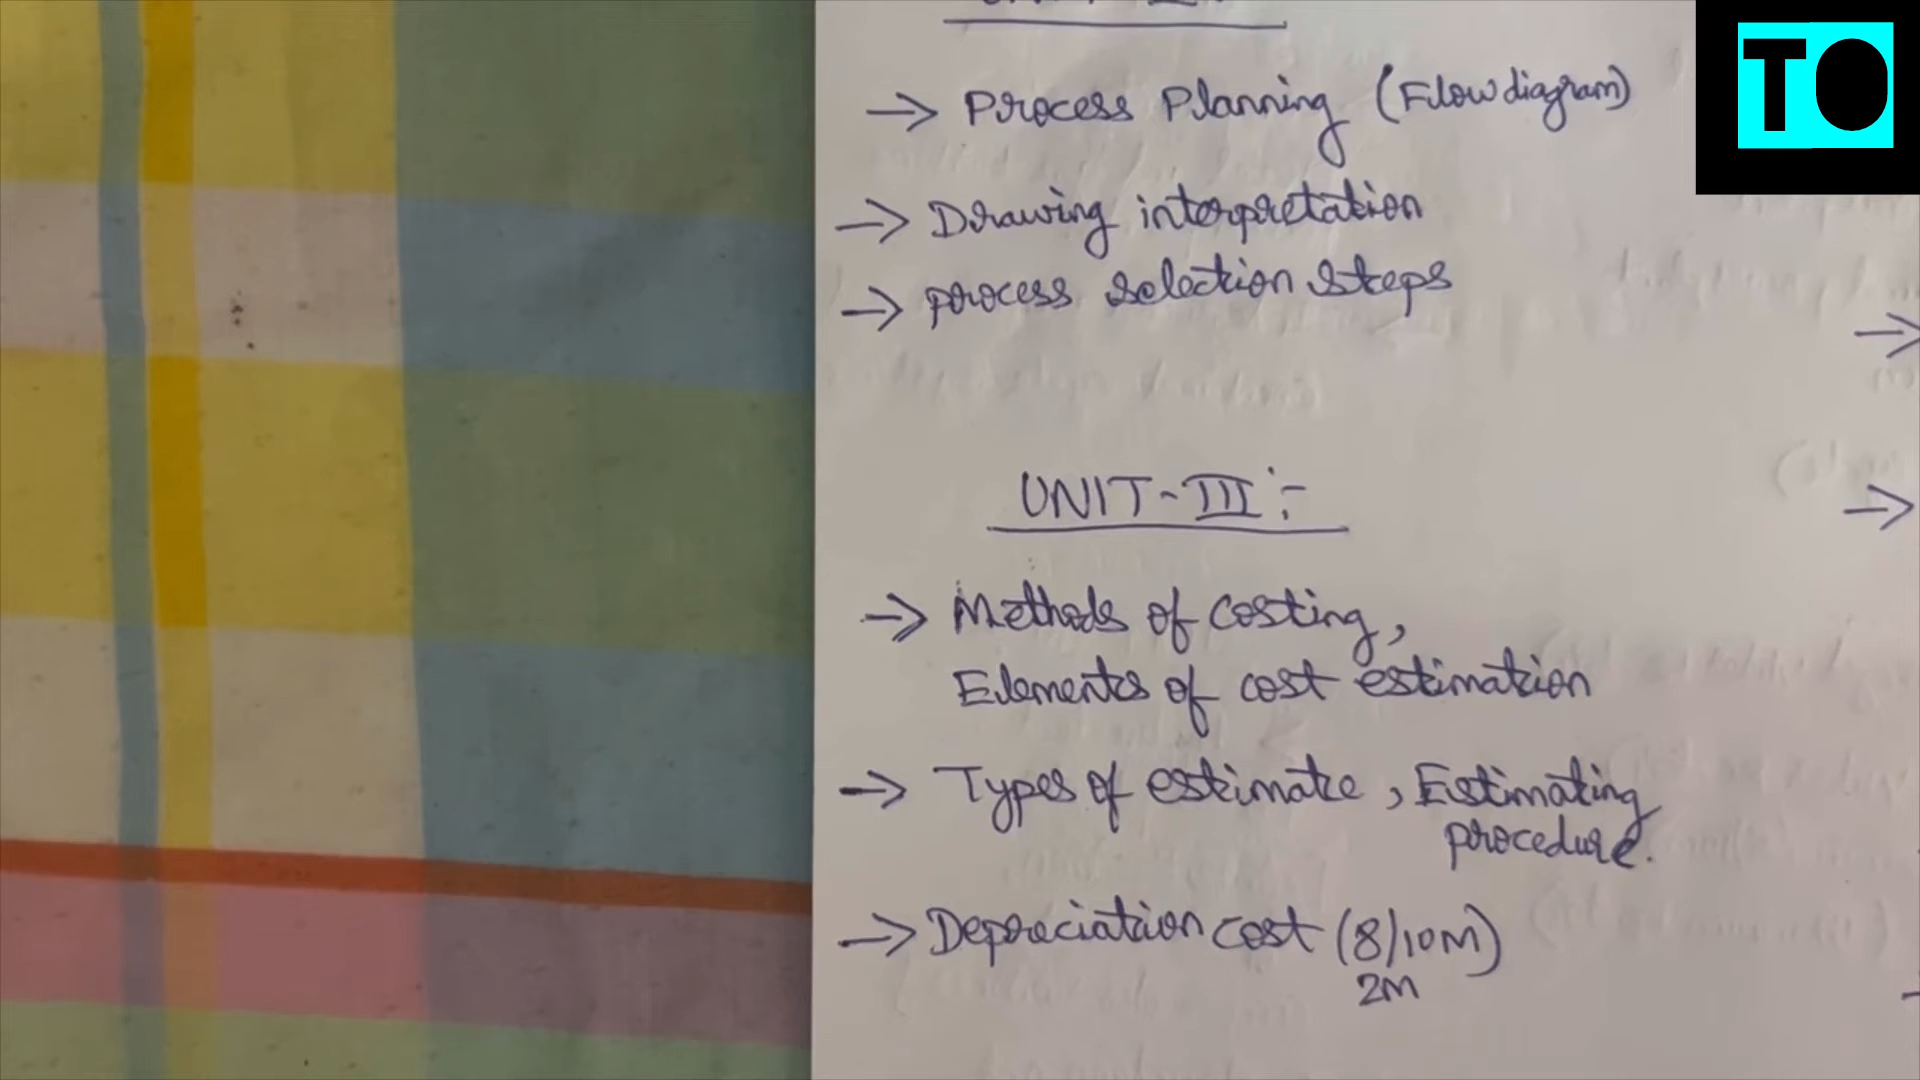 → Process Planning (Flow diagram)
→ Drawing interpretation
→ process selection steps
UNIT-III :-
→ Methods of costing,
Elements of cost estimation
→ Types of estimate, Estimating
procedure.
→ Depreciation cost (8/10M)
2M
TO